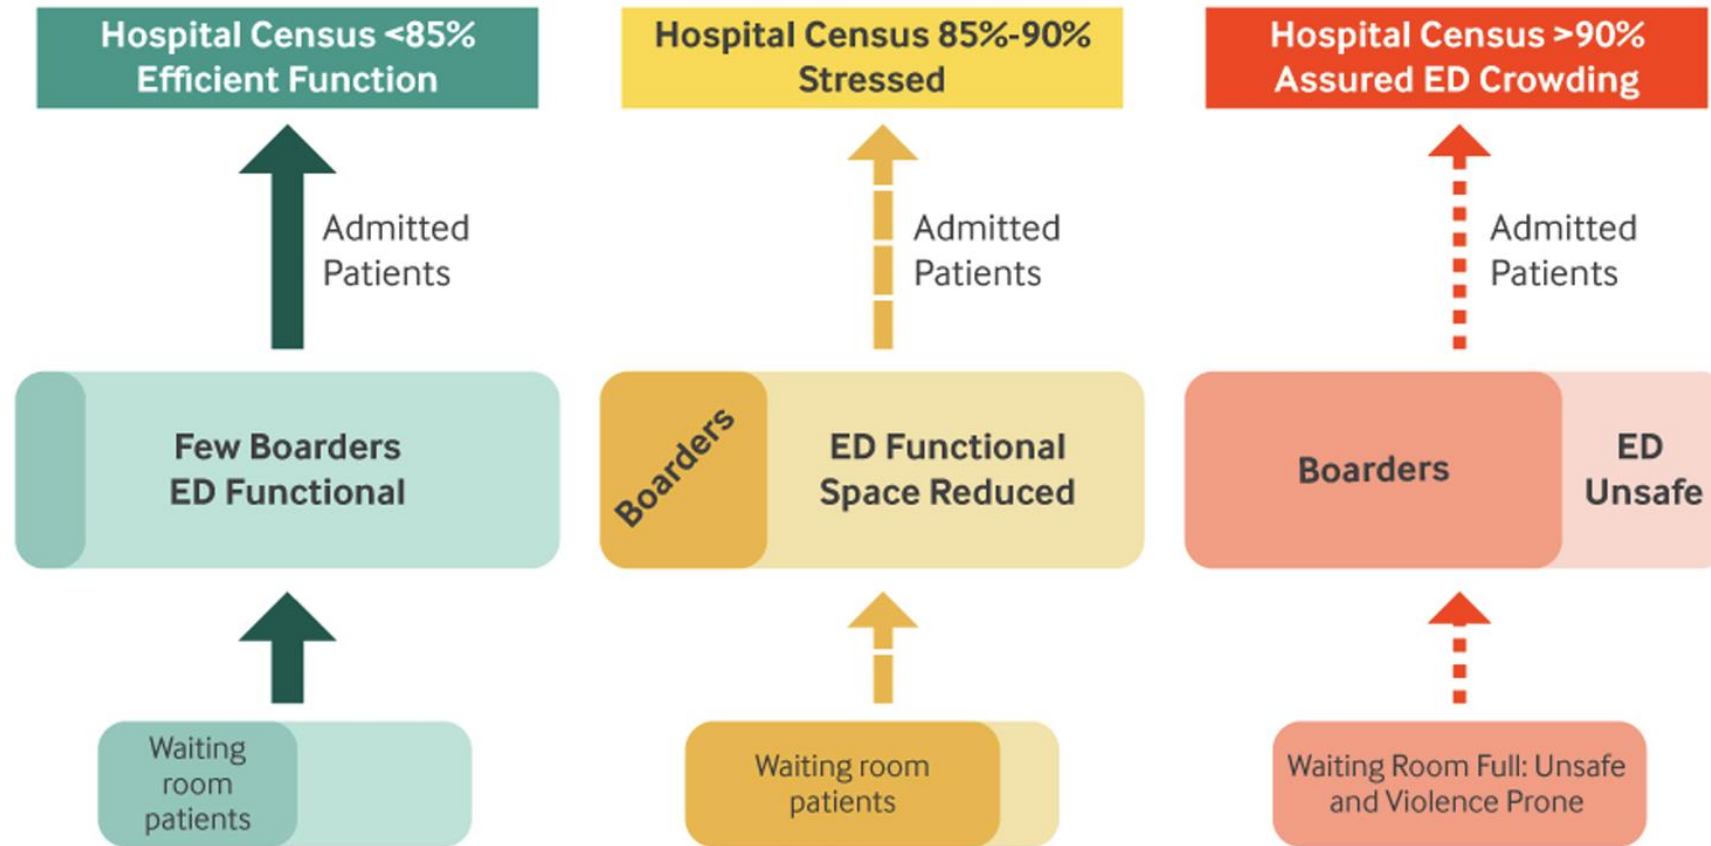 Hospital Census <85%
Efficient Function
Hospital Census 85%-90%
Stressed
Hospital Census >90%
Assured ED Crowding
Admitted
Patients
Admitted
Patients
Admitted
Patients
Few Boarders
ED Functional
Boarders
ED Functional
Space Reduced
Boarders
ED
Unsafe
Waiting
room
patients
Waiting room
patients
Waiting Room Full: Unsafe
and Violence Prone